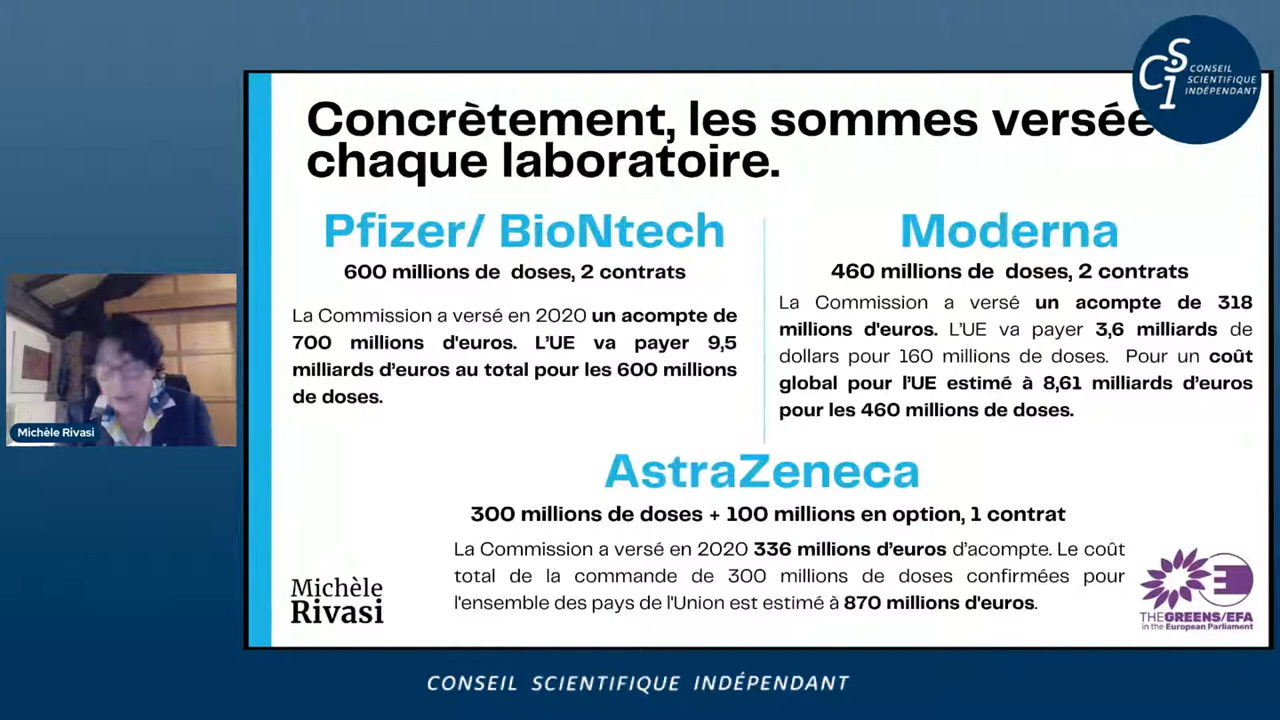 CSI CONSEIL
SCIENTIFIQUE
INDÉPENDANT
Concrètement, les sommes versée
chaque laboratoire.
Pfizer/ BioNtech
600 millions de doses, 2 contrats
La Commission a versé en 2020 un acompte de
700 millions d'euros. L'UE va payer 9,5
milliards d'euros au total pour les 600 millions
de doses.
Moderna
460 millions de doses, 2 contrats
La Commission a versé un acompte de 318
millions d'euros. L'UE va payer 3,6 milliards de
dollars pour 160 millions de doses. Pour un coût
global pour l'UE estimé à 8,61 milliards d'euros
pour les 460 millions de doses.
Michèle Rivasi
AstraZeneca
300 millions de doses + 100 millions en option, 1 contrat
La Commission a versé en 2020 336 millions d'euros d'acompte. Le coût
total de la commande de 300 millions de doses confirmées pour
l'ensemble des pays de l'Union est estimé à 870 millions d'euros.
Michèle
Rivasi
THEGREENS/EFA
in the European Parliament
CONSEIL SCIENTIFIQUE INDÉPENDANT